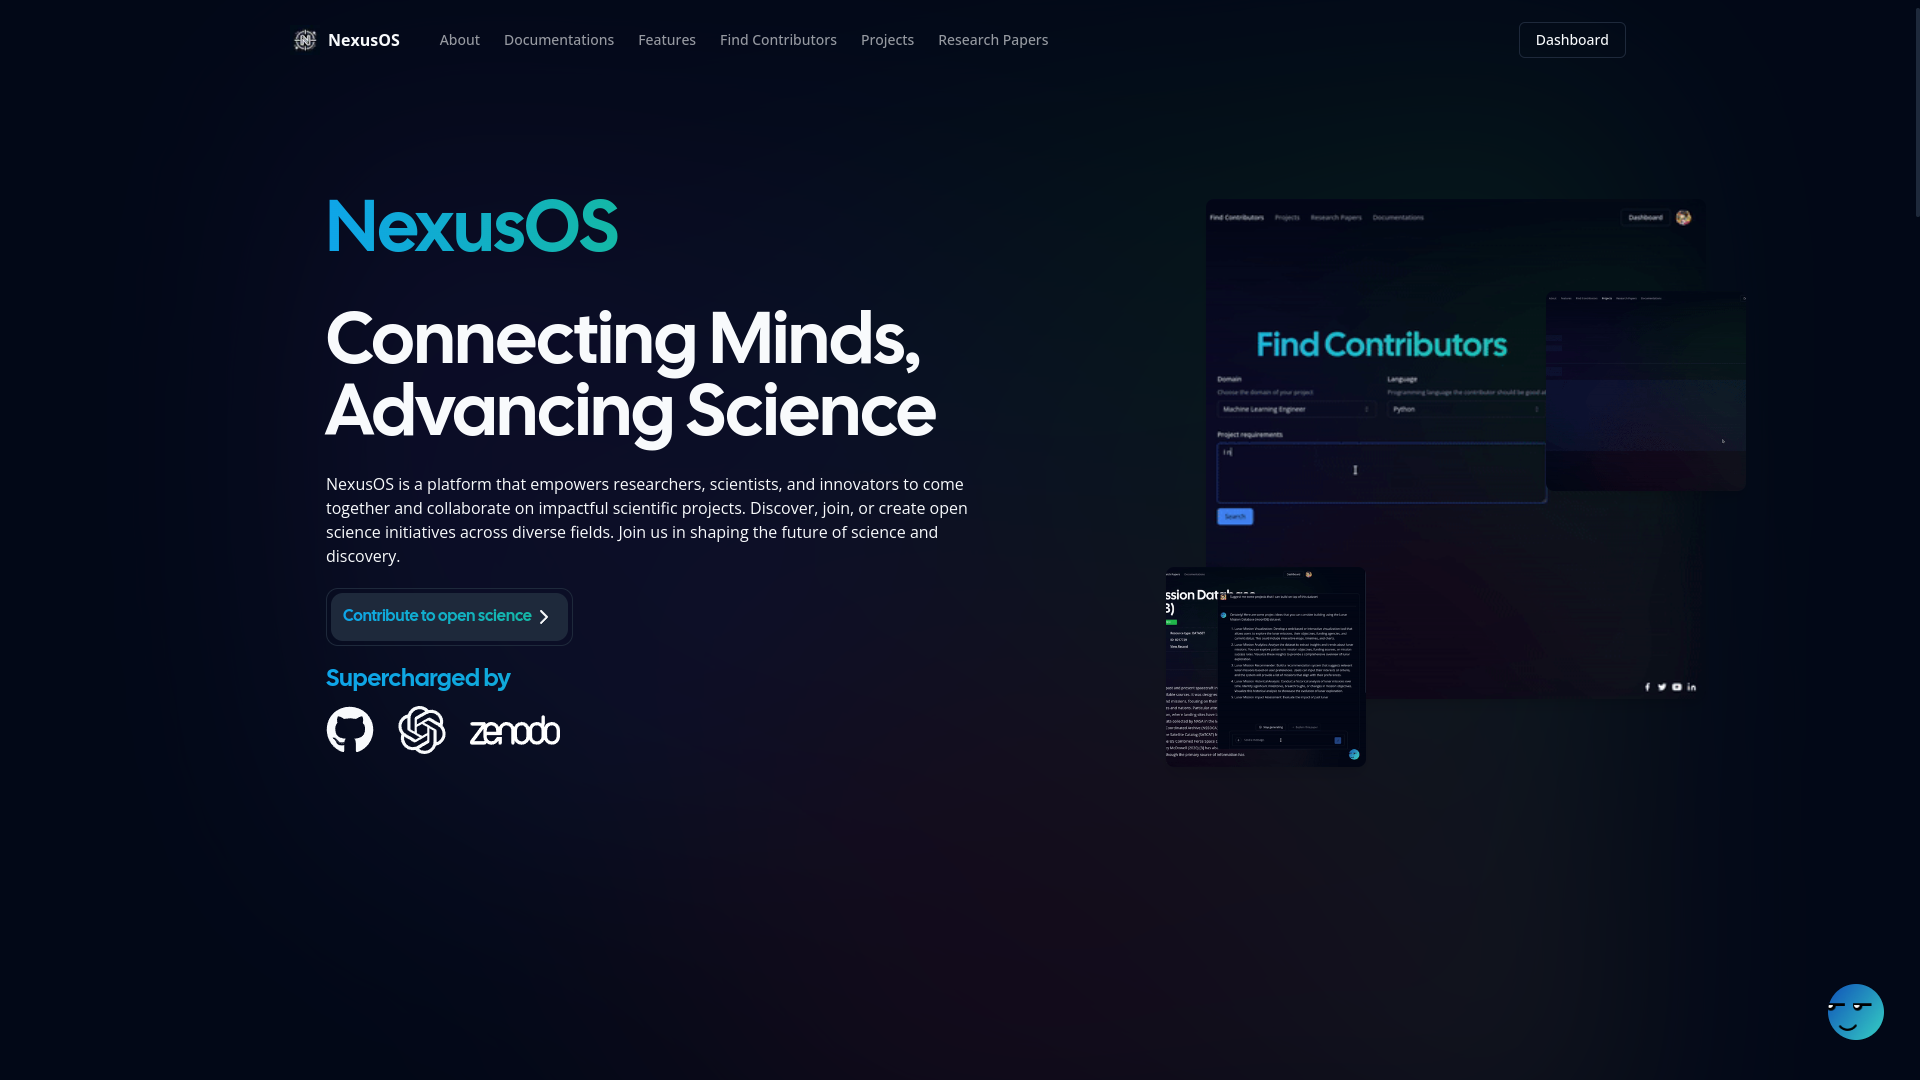 NexusOS
About
Documentations
Features
Find Contributors
Projects
Research Papers
Dashboard
NexusOS
Connecting Minds,
Advancing Science
NexusOS is a platform that empowers researchers, scientists, and innovators to come
together and collaborate on impactful scientific projects. Discover, join, or create open
science initiatives across diverse fields. Join us in shaping the future of science and
discovery.
Contribute to open science
Supercharged by
zenodo
Find Contributors
Projects
Research Papers
Documentations
Dashboard
Find Contributors
Domain
Language
Choose the domain of your project
Programming language the contributor should be good at
Machine Learning Engineer
Python
Project requirements
Search